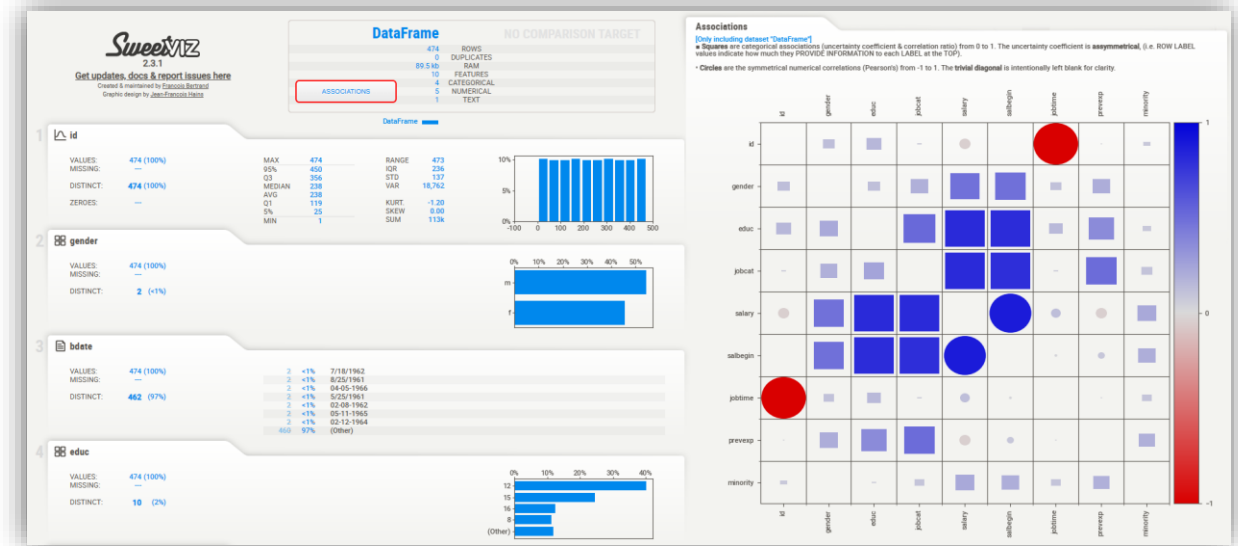 SweetVIZ
2.3.1
Get updates, docs & report issues here
Created & maintained by Francois Bertrand
Graphic design by Jean-Francois Hains
DataFrame
NO COMPARISON TARGET
474 ROWS
0 DUPLICATES
89.5 kb RAM
10 FEATURES
4 CATEGORICAL
5 NUMERICAL
1 TEXT
ASSOCIATIONS
DataFrame
1 id
VALUES: 474 (100%)
MISSING: ---
DISTINCT: 474 (100%)
ZEROES: ---
MAX 474
95% 450
Q3 356
MEDIAN 238
AVG 238
Q1 119
5% 25
MIN 1
RANGE 473
IQR 236
STD 137
VAR 18,762
KURT. -1.20
SKEW 0.00
SUM 113k
10%
5%
0%
-100 0 100 200 300 400 500
2 gender
VALUES: 474 (100%)
MISSING: ---
DISTINCT: 2 (<1%)
0% 10% 20% 30% 40% 50%
m
f
3 bdate
VALUES: 474 (100%)
MISSING: ---
DISTINCT: 462 (97%)
2 <1% 7/18/1962
2 <1% 8/25/1961
2 <1% 04-05-1966
2 <1% 5/25/1961
2 <1% 02-08-1962
2 <1% 05-11-1965
2 <1% 02-12-1964
460 97% (Other)
4 educ
VALUES: 474 (100%)
MISSING: ---
DISTINCT: 10 (2%)
0% 10% 20% 30% 40%
12
15
16
8
(Other)
Associations
[Only including dataset "DataFrame"]
■ Squares are categorical associations (uncertainty coefficient & correlation ratio) from 0 to 1. The uncertainty coefficient is assymmetrical, (i.e. ROW LABEL
values indicate how much they PROVIDE INFORMATION to each LABEL at the TOP).
• Circles are the symmetrical numerical correlations (Pearson's) from -1 to 1. The trivial diagonal is intentionally left blank for clarity.
id gender educ jobcat salary salbegin jobtime prevexp minority
id
gender
educ
jobcat
salary
salbegin
jobtime
prevexp
minority
id gender educ jobcat salary salbegin jobtime prevexp minority
1
0
-1